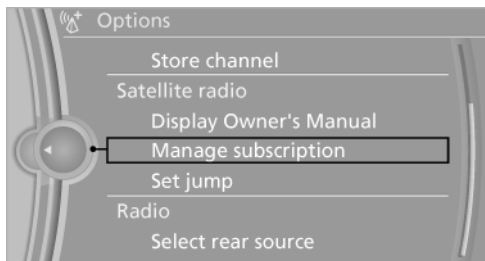 Options
Store channel
Satellite radio
Display Owner's Manual
Manage subscription
Set jump
Radio
Select rear source